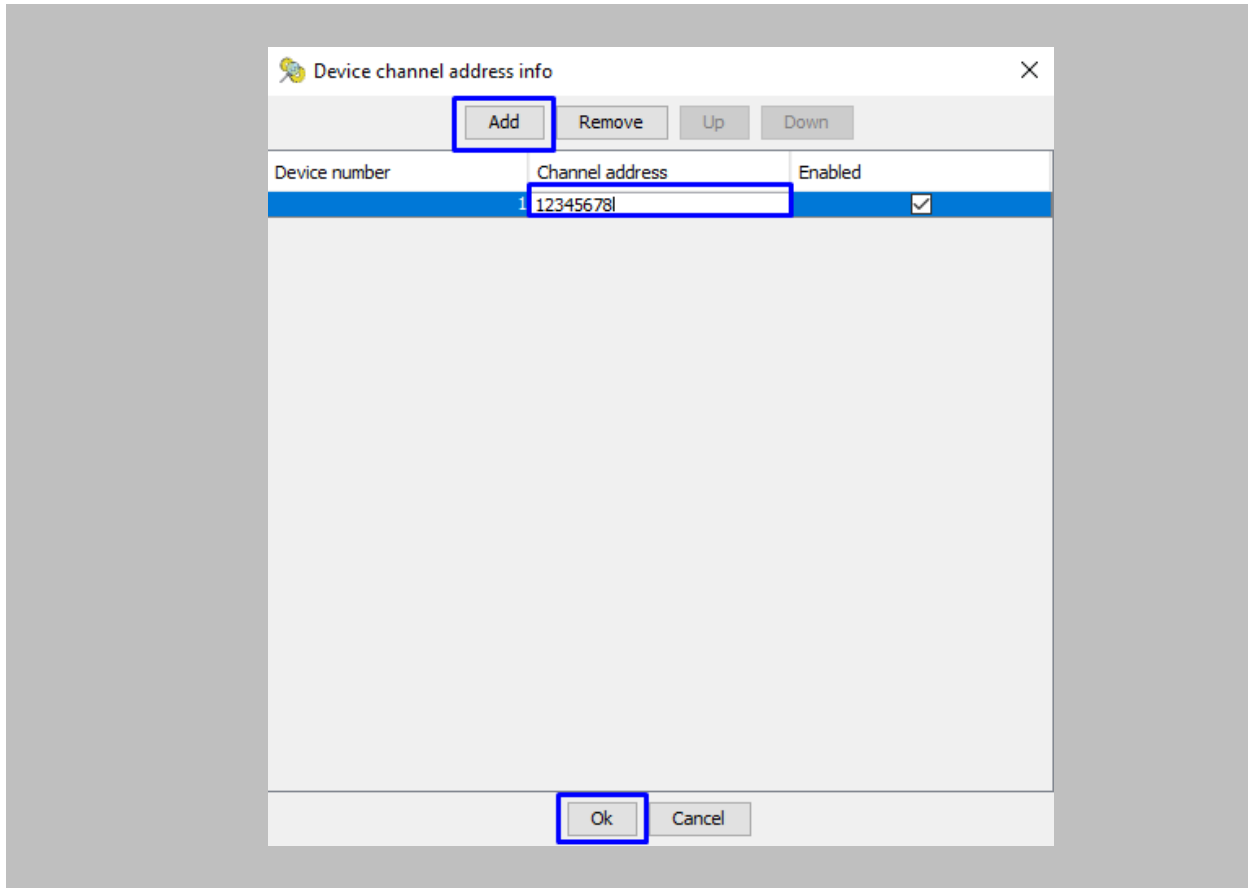 Device channel address info
Add Remove Up Down
Device number Channel address Enabled
1 12345678
Ok Cancel